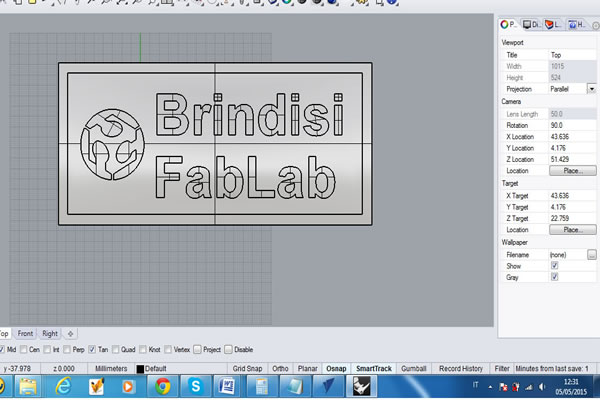 P..
Di..
L..
H..
Viewport
Title Top
Width 1015
Height 524
Projection Parallel
Camera
Lens Length 50.0
Rotation 90.0
X Location 43.636
Y Location 4.176
Z Location 51.429
Location Place...
Target
X Target 43.636
Y Target 4.176
Z Target 22.759
Location Place...
Wallpaper
Filename (none) ...
Show
Gray
Brindisi
FabLab
Top Front Right
Mid Cen Int Perp Tan Quad Knot Vertex Project Disable
y -37.978 z 0.000 Millimeters Default Grid Snap Ortho Planar Osnap SmartTrack Gumball Record History Filter Minutes from last save: 1
IT 12:31
05/05/2015